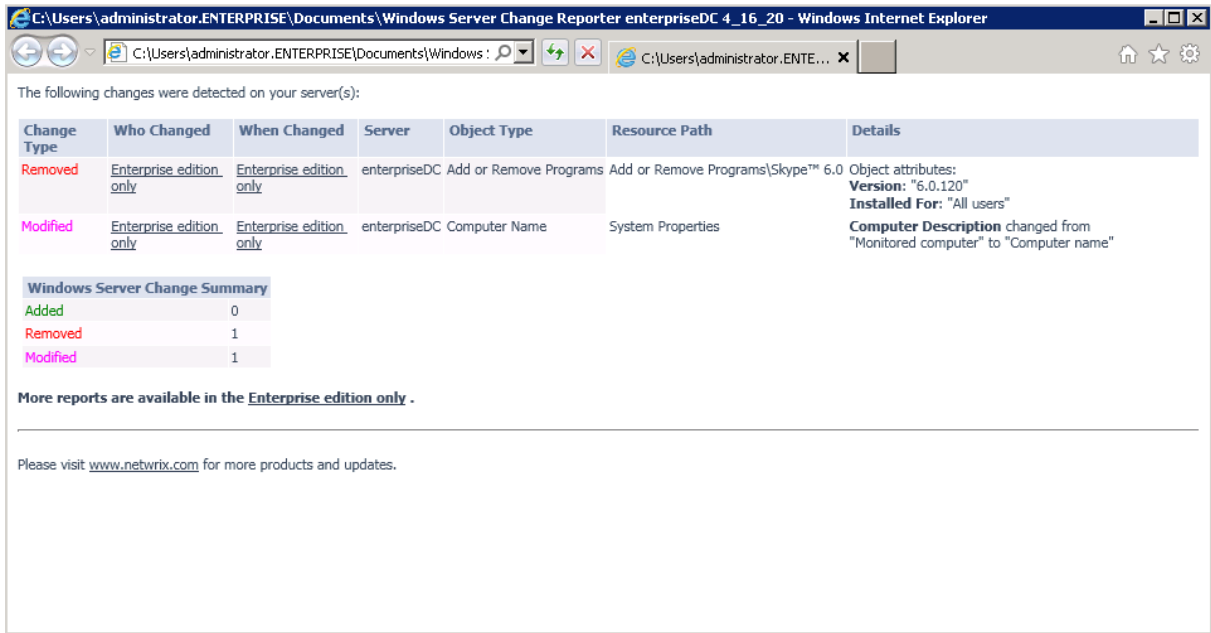 C:\Users\administrator.ENTERPRISE\Documents\Windows Server Change Reporter enterpriseDC 4_16_20 - Windows Internet Explorer
C:\Users\administrator.ENTERPRISE\Documents\Windows :
C:\Users\administrator.ENTE...
The following changes were detected on your server(s):
Change Type Who Changed When Changed Server Object Type Resource Path Details
Removed Enterprise edition only Enterprise edition only enterpriseDC Add or Remove Programs Add or Remove Programs\Skype™ 6.0 Object attributes:
Version: "6.0.120"
Installed For: "All users"
Modified Enterprise edition only Enterprise edition only enterpriseDC Computer Name System Properties Computer Description changed from
"Monitored computer" to "Computer name"
Windows Server Change Summary
Added 0
Removed 1
Modified 1
More reports are available in the Enterprise edition only .
Please visit www.netwrix.com for more products and updates.